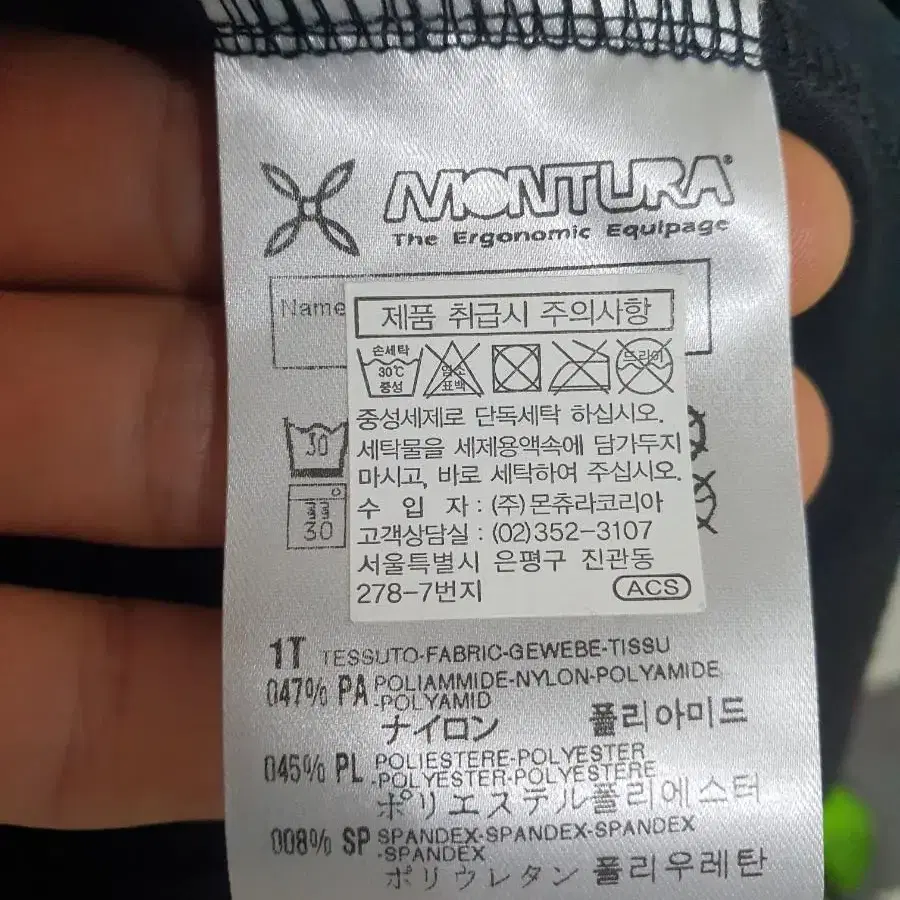 MONTURA®
The Ergonomic Equipage
Name
제품 취급시 주의사항
손세탁
30℃
중성
염소
표백
드라이
중성세제로 단독세탁 하십시오.
세탁물을 세제용액속에 담가두지
마시고, 바로 세탁하여 주십시오.
수 입 자 : (주) 몬츄라코리아
고객상담실 : (02)352-3107
서울특별시 은평구 진관동
278-7번지
ACS
30
30
1T TESSUTO-FABRIC-GEWEBE-TISSU
047% PA POLIAMMIDE-NYLON-POLYAMIDE
-POLYAMID
ナイロン 폴리아미드
045% PL POLIESTERE-POLYESTER
-POLYESTER-POLYESTERE
ポリエステル 폴리에스터
008% SP SPANDEX-SPANDEX-SPANDEX
-SPANDEX
ポリウレタン 폴리우레탄